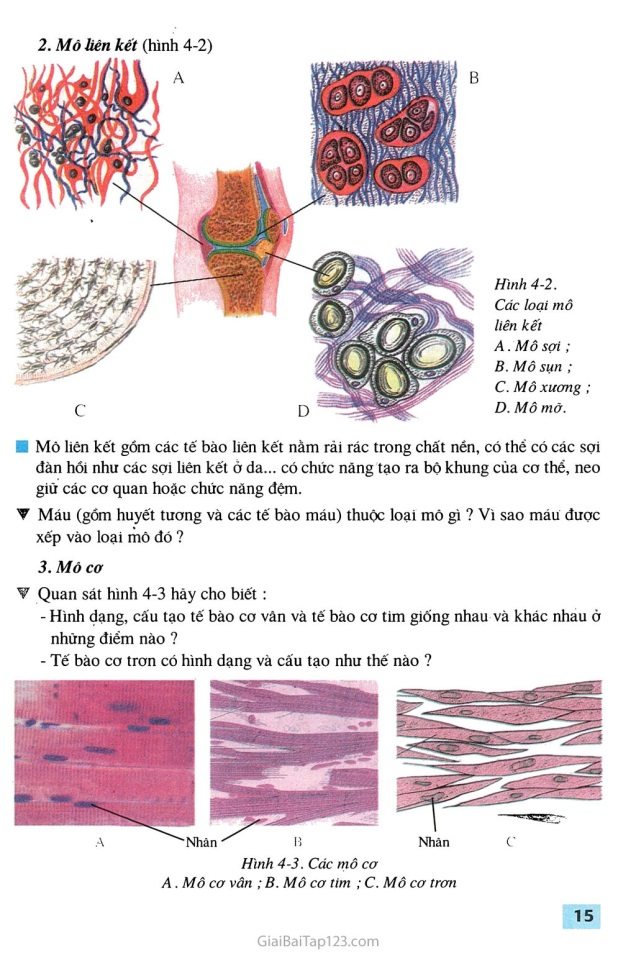 2. Mô liên kết (hình 4-2)
A
B
C
D
Hình 4-2.
Các loại mô
liên kết
A. Mô sợi ;
B. Mô sụn ;
C. Mô xương ;
D. Mô mỡ.
Mô liên kết gồm các tế bào liên kết nằm rải rác trong chất nền, có thể có các sợi
đàn hồi như các sợi liên kết ở da... có chức năng tạo ra bộ khung của cơ thể, neo
giữ các cơ quan hoặc chức năng đệm.
Máu (gồm huyết tương và các tế bào máu) thuộc loại mô gì ? Vì sao máu được
xếp vào loại mô đó ?
3. Mô cơ
Quan sát hình 4-3 hãy cho biết :
- Hình dạng, cấu tạo tế bào cơ vân và tế bào cơ tim giống nhau và khác nhau ở
những điểm nào ?
- Tế bào cơ trơn có hình dạng và cấu tạo như thế nào ?
A
Nhân
B
Nhân
C
Hình 4-3. Các mô cơ
A. Mô cơ vân ; B. Mô cơ tim ; C. Mô cơ trơn
15
GiaiBaiTap123.com